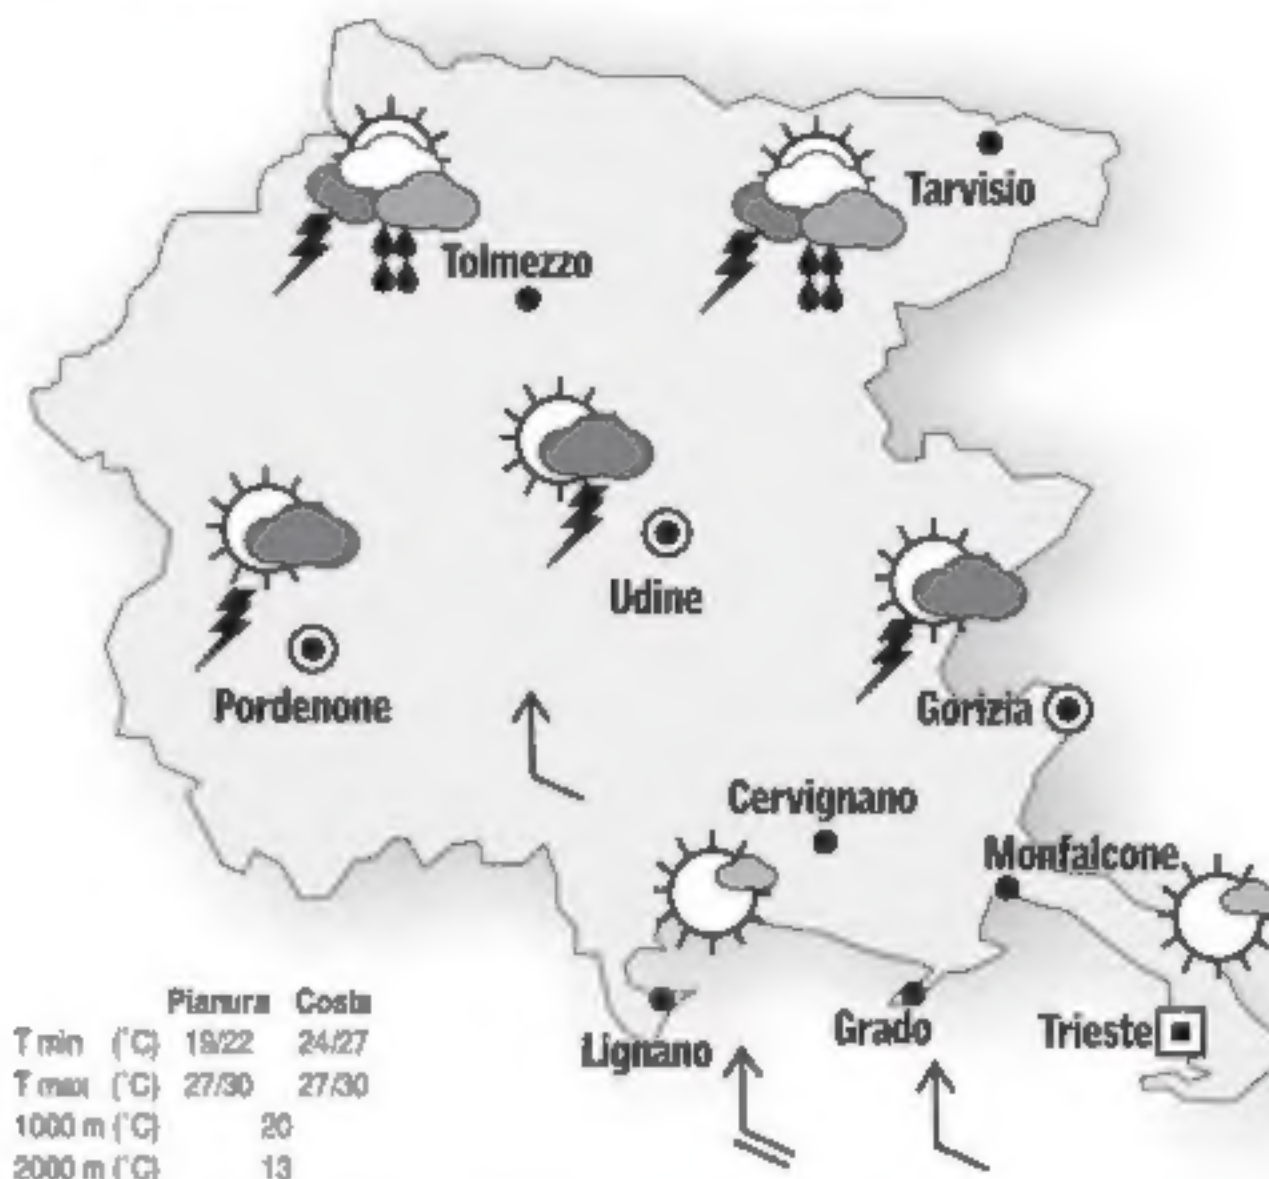 Tarvisio
Tolmezzo
Udine
Pordenone
Gorizia
Cervignano
Monfalcone
Grado
Trieste
Lignano
Pianura Costa
T min (°C) 19/22 24/27
T max (°C) 27/30 27/30
1000 m (°C) 20
2000 m (°C) 13